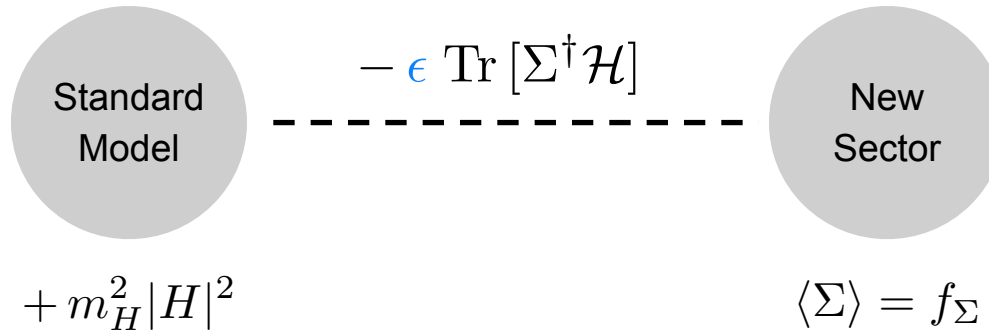 − ϵ Tr [Σ†ℋ]
Standard
Model
New
Sector
+ m_H^2|H|^2
⟨Σ⟩ = f_Σ